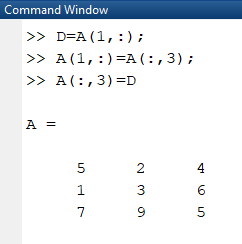 Command Window
>> D=A(1,:);
>> A(1,:)=A(:,3);
>> A(:,3)=D
A =
5 2 4
1 3 6
7 9 5